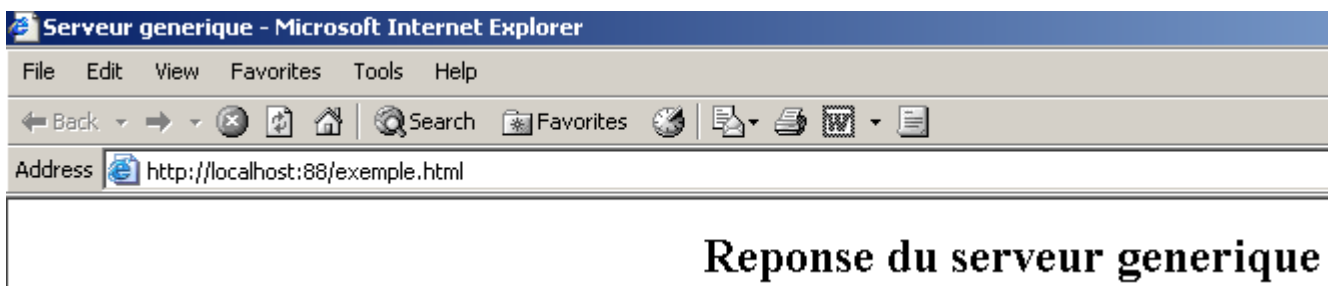 Serveur generique - Microsoft Internet Explorer
File Edit View Favorites Tools Help
Back Search Favorites
Address http://localhost:88/exemple.html
Reponse du serveur generique